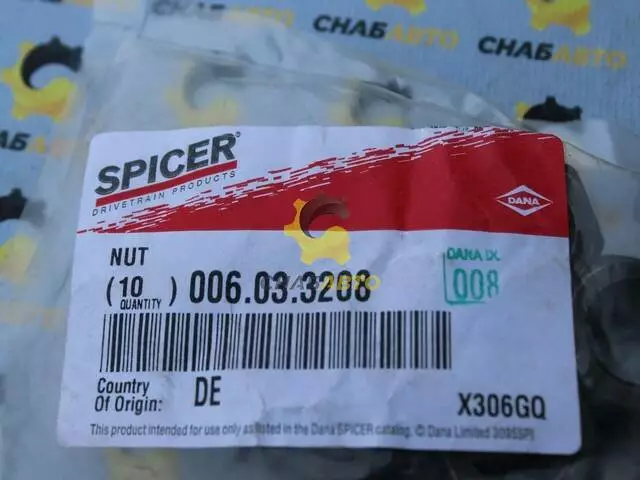 СНАБАВТО
СНАБАВТО
SPICER®
DRIVETRAIN PRODUCTS
DANA
NUT
(10) 006.03.3208
QUANTITY
СНАБАВТО
DANA
008
Country
Of Origin:
DE
X306GQ
This product intended for use only as listed in the Dana SPICER catalog. © Dana Limited